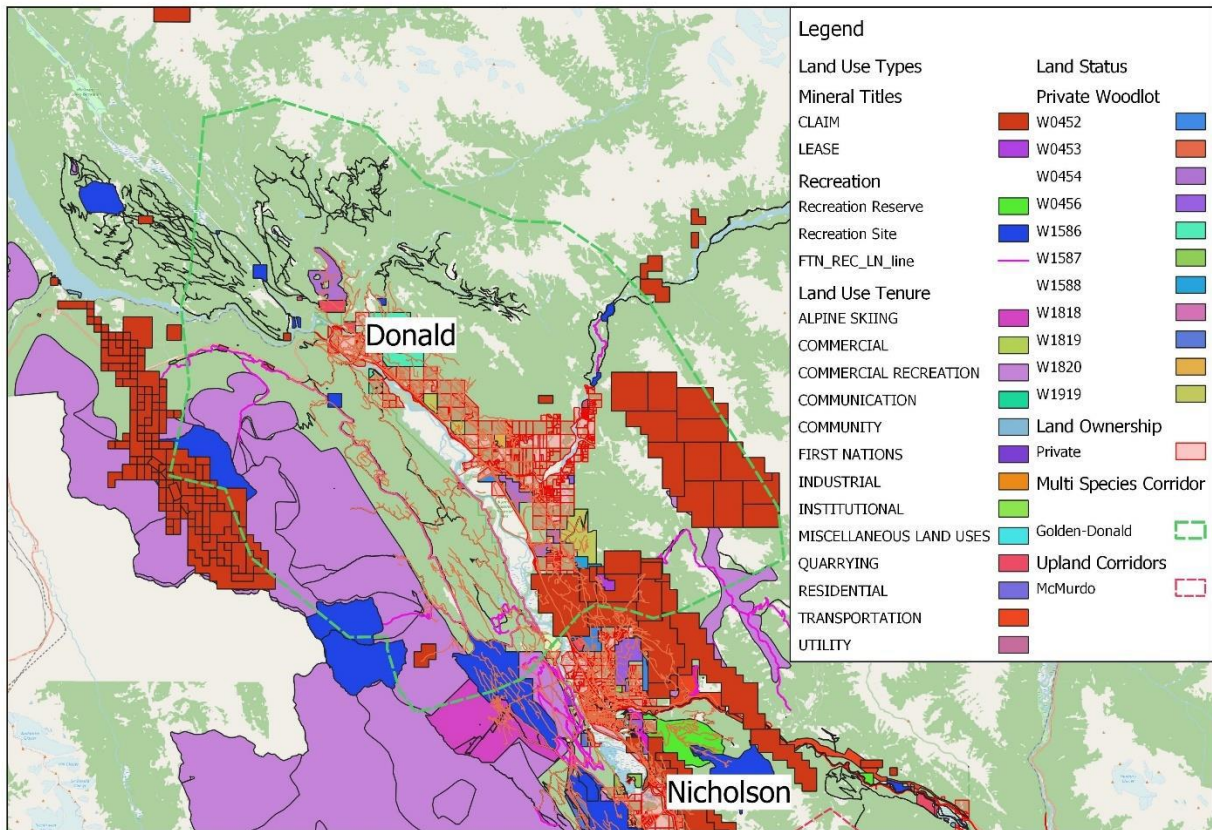 Legend
Land Use Types
Mineral Titles
CLAIM
LEASE
Recreation
Recreation Reserve
Recreation Site
FTN_REC_LN_line
Land Use Tenure
ALPINE SKIING
COMMERCIAL
COMMERCIAL RECREATION
COMMUNICATION
COMMUNITY
FIRST NATIONS
INDUSTRIAL
INSTITUTIONAL
MISCELLANEOUS LAND USES
QUARRYING
RESIDENTIAL
TRANSPORTATION
UTILITY
Land Status
Private Woodlot
W0452
W0453
W0454
W0456
W1586
W1587
W1588
W1818
W1819
W1820
W1919
Land Ownership
Private
Multi Species Corridor
Golden-Donald
Upland Corridors
McMurdo
Donald
Nicholson